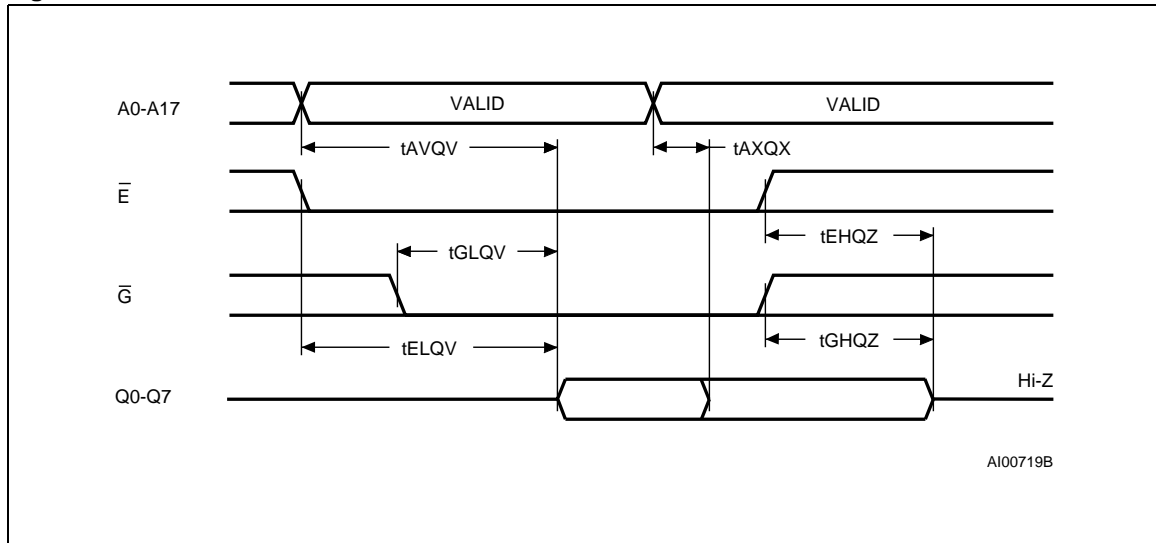 A0-A17
VALID
VALID
tAVQV
tAXQX
E̅
tEHQZ
tGLQV
G̅
tGHQZ
tELQV
Q0-Q7
Hi-Z
AI00719B